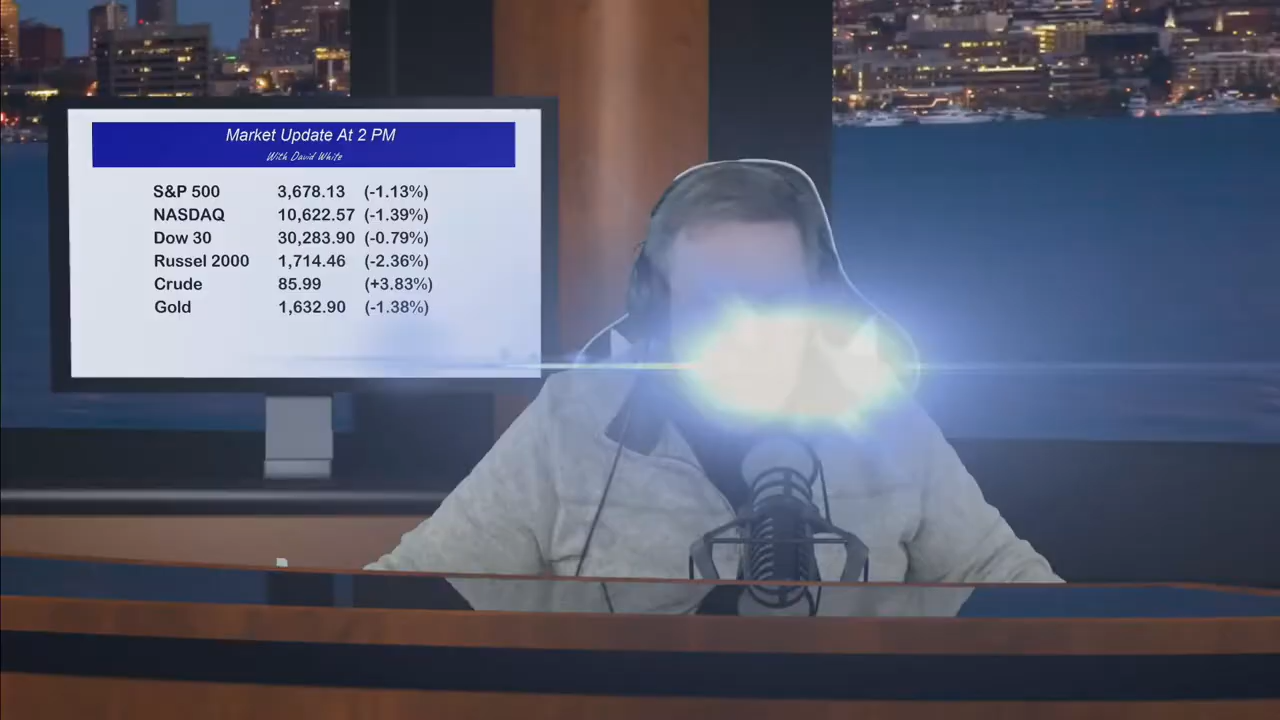 Market Update At 2 PM
With David White
S&P 500 3,678.13 (-1.13%)
NASDAQ 10,622.57 (-1.39%)
Dow 30 30,283.90 (-0.79%)
Russel 2000 1,714.46 (-2.36%)
Crude 85.99 (+3.83%)
Gold 1,632.90 (-1.38%)